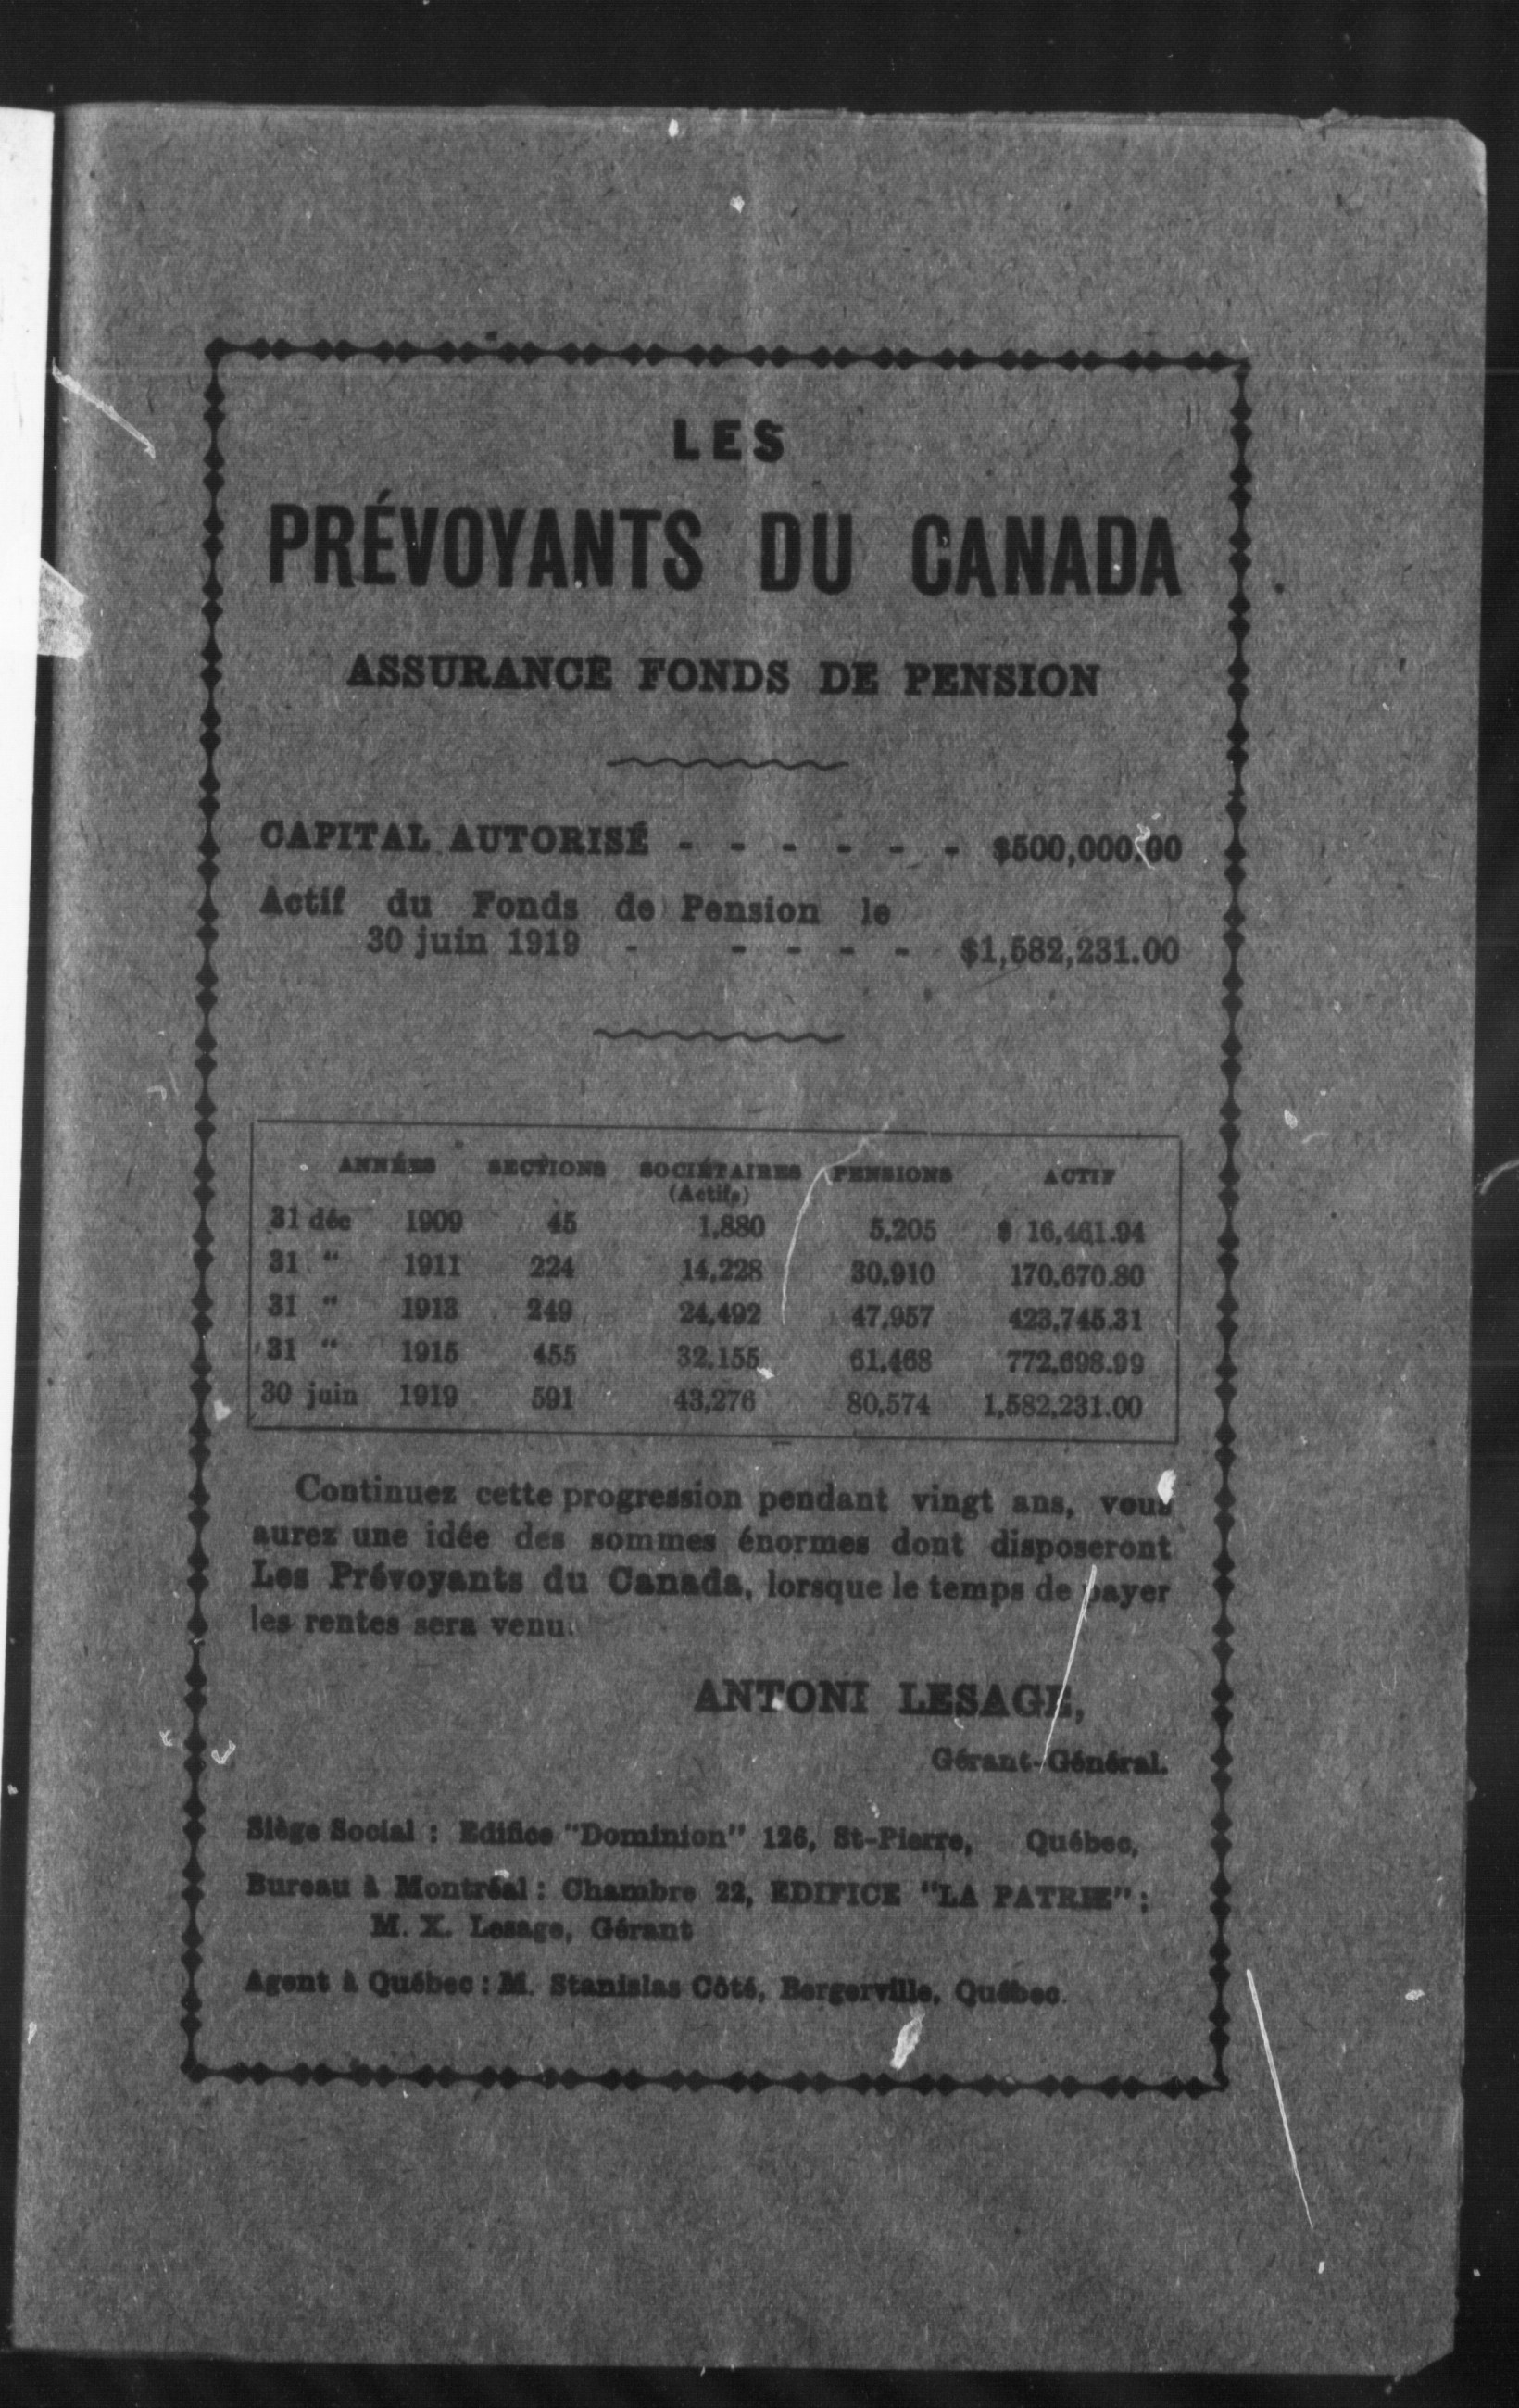 LES
PRÉVOYANTS DU CANADA
ASSURANCE FONDS DE PENSION
CAPITAL AUTORISÉ - - - - - - $500,000.00
Actif du Fonds de Pension le
30 juin 1919 - - - - - $1,582,231.00
ANNÉES SECTIONS SOCIÉTAIRES PENSIONS ACTIF
(Actifs)
31 déc 1909 45 1,880 5,205 $ 16,461.94
31 " 1911 224 14,228 30,910 170,670.80
31 " 1913 249 24,492 47,957 423,745.31
31 " 1915 455 32,155 61,468 772,698.99
30 juin 1919 591 43,276 80,574 1,582,231.00
Continuez cette progression pendant vingt ans, vous
aurez une idée des sommes énormes dont disposeront
Les Prévoyants du Canada, lorsque le temps de payer
les rentes sera venu.
ANTONI LESAGE,
Gérant-Général.
Siège Social : Edifice "Dominion" 126, St-Pierre, Québec,
Bureau à Montréal : Chambre 22, EDIFICE "LA PATRIE" ;
M. X. Lesage, Gérant
Agent à Québec : M. Stanislas Côté, Bergerville, Québec.